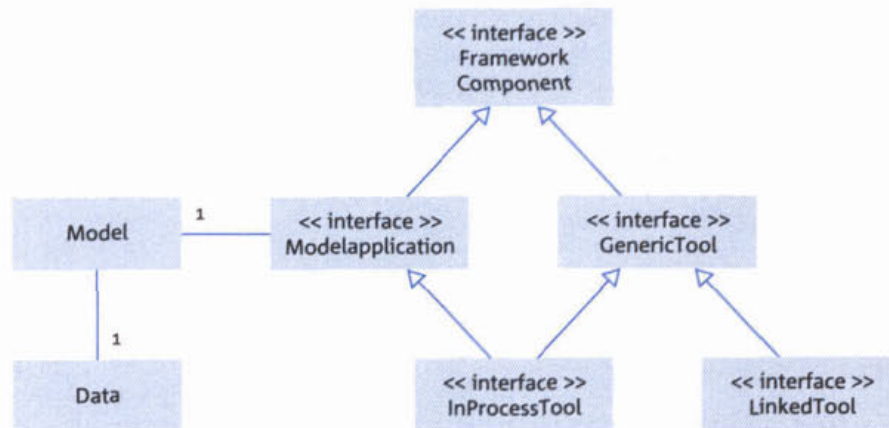 << interface >>
Framework
Component
Model
1
<< interface >>
Modelapplication
<< interface >>
GenericTool
1
Data
<< interface >>
InProcessTool
<< interface >>
LinkedTool